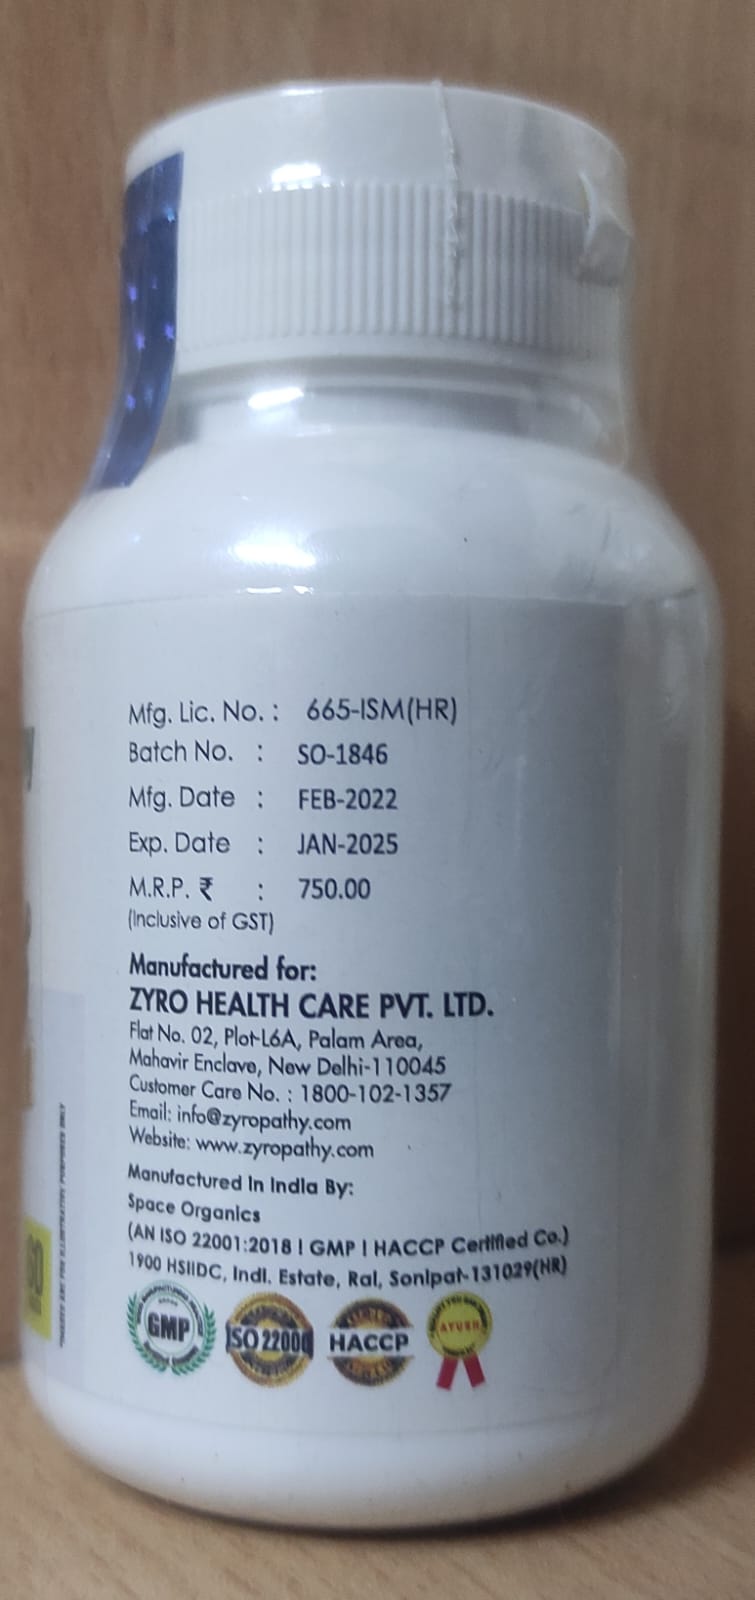 Mfg. Lic. No. : 665-ISM(HR)
Batch No. : SO-1846
Mfg. Date : FEB-2022
Exp. Date : JAN-2025
M.R.P. ₹ : 750.00
(Inclusive of GST)
Manufactured for:
ZYRO HEALTH CARE PVT. LTD.
Flat No. 02, Plot-L6A, Palam Area,
Mahavir Enclave, New Delhi-110045
Customer Care No. : 1800-102-1357
Email: info@zyropathy.com
Website: www.zyropathy.com
Manufactured In India By:
Space Organics
(AN ISO 22001:2018 | GMP | HACCP Certified Co.)
1900 HSIIDC, Indl. Estate, Rai, Sonipat-131029(HR)
GMP
ISO 22000
HACCP
AYUSH
60